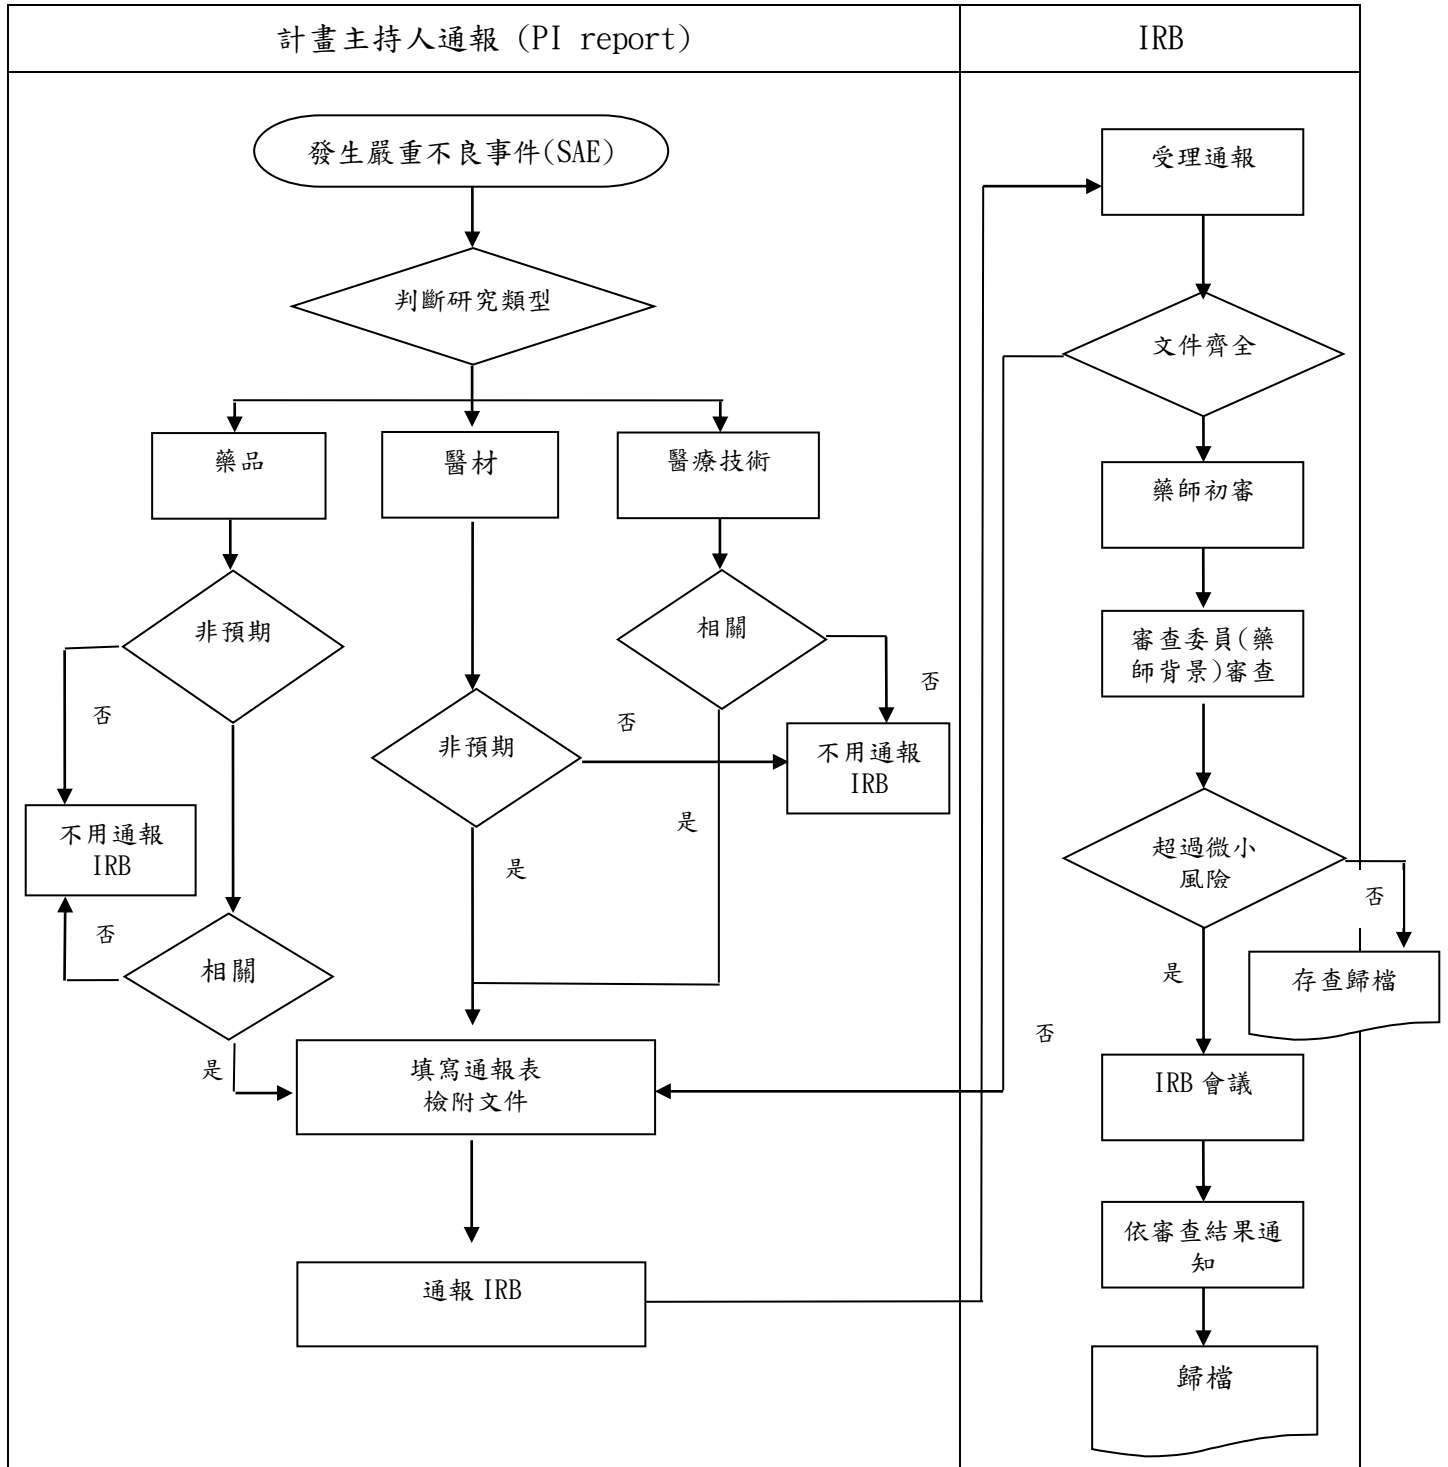 計畫主持人通報 (PI report)
IRB
發生嚴重不良事件(SAE)
判斷研究類型
藥品
醫材
醫療技術
非預期
相關
否
否
非預期
否
不用通報
IRB
是
是
不用通報
IRB
否
相關
是
填寫通報表
檢附文件
通報 IRB
受理通報
文件齊全
藥師初審
審查委員(藥
師背景)審查
超過微小
風險
否
是
存查歸檔
否
IRB 會議
依審查結果通
知
歸檔